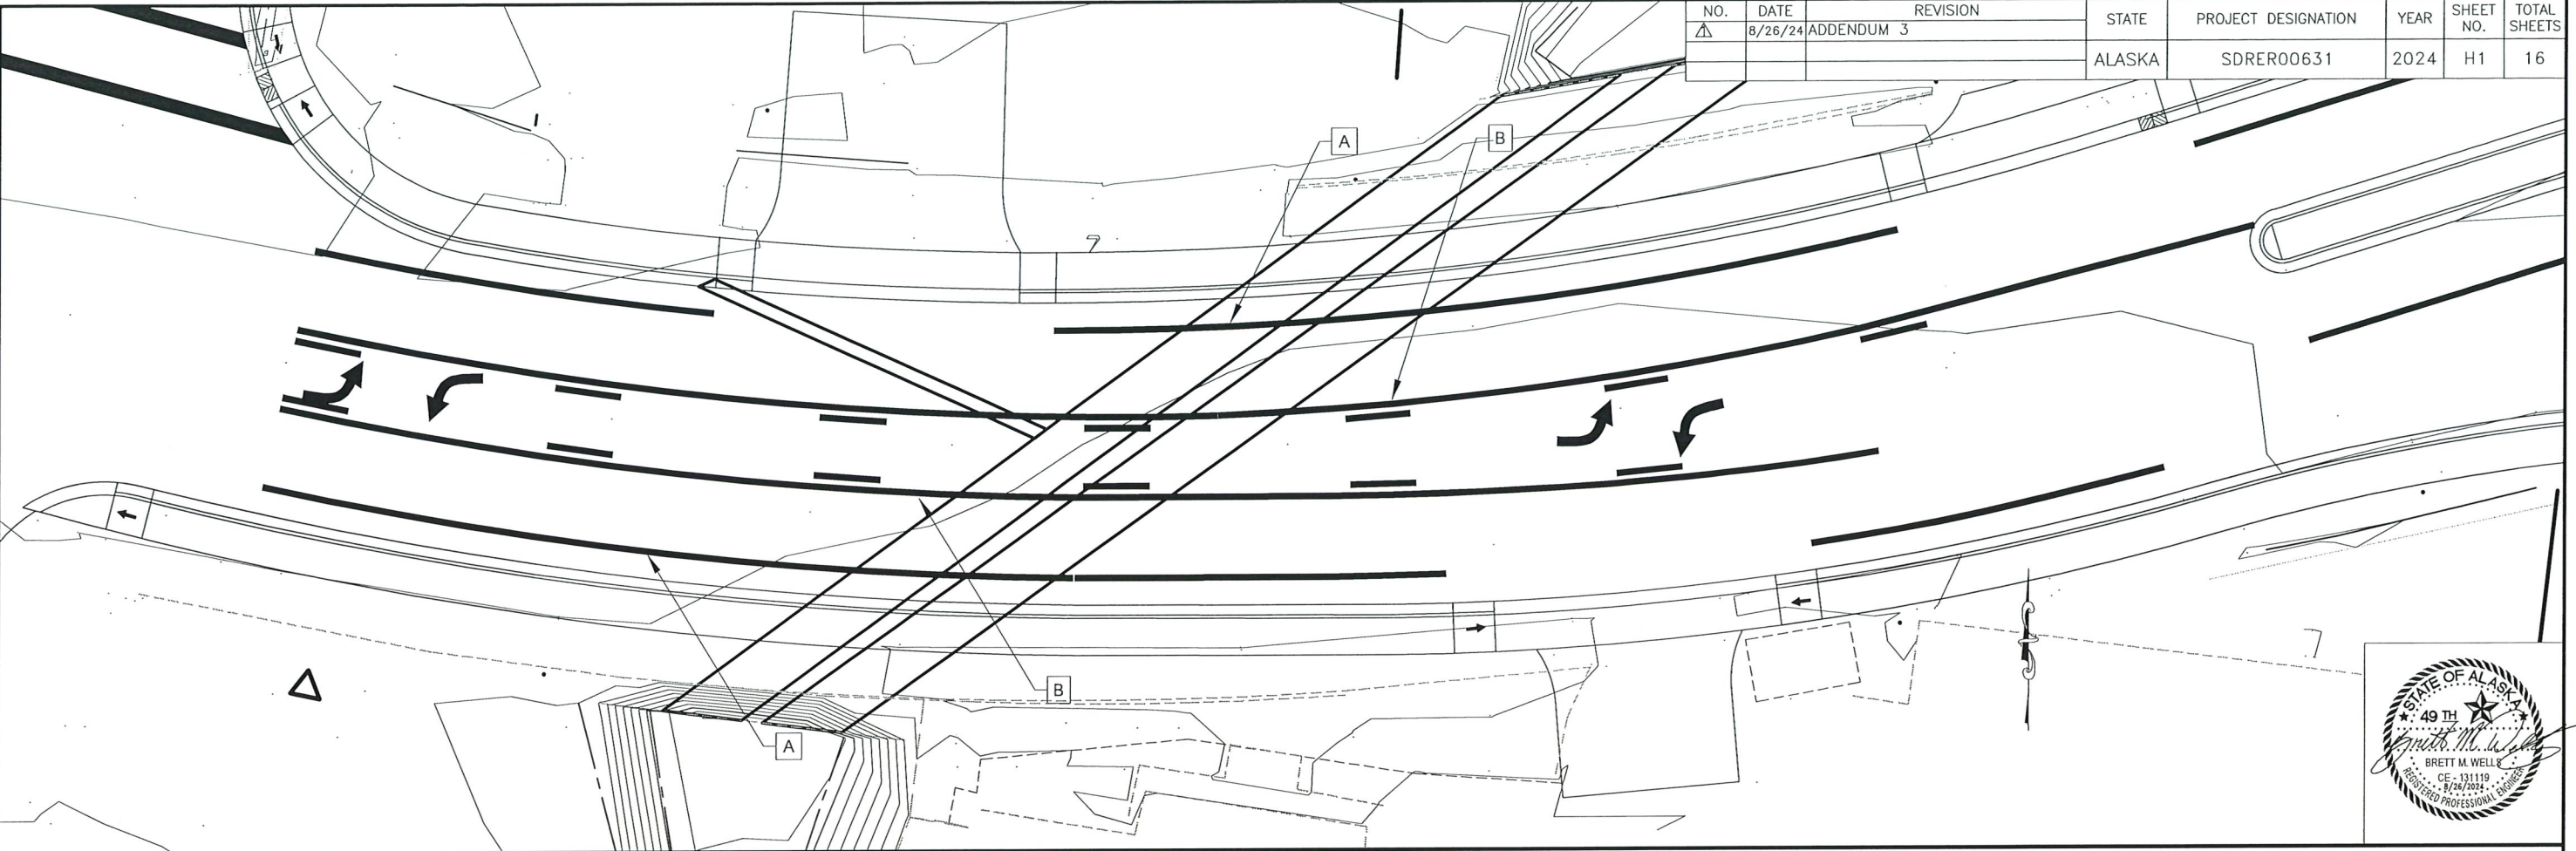 NO. DATE REVISION STATE PROJECT DESIGNATION YEAR SHEET NO. TOTAL SHEETS
1 8/26/24 ADDENDUM 3
ALASKA SDRER00631 2024 H1 16
A
B
B
A
STATE OF ALASKA
49 TH
BRETT M. WELLS
CE - 131119
8/26/2024
REGISTERED PROFESSIONAL ENGINEER